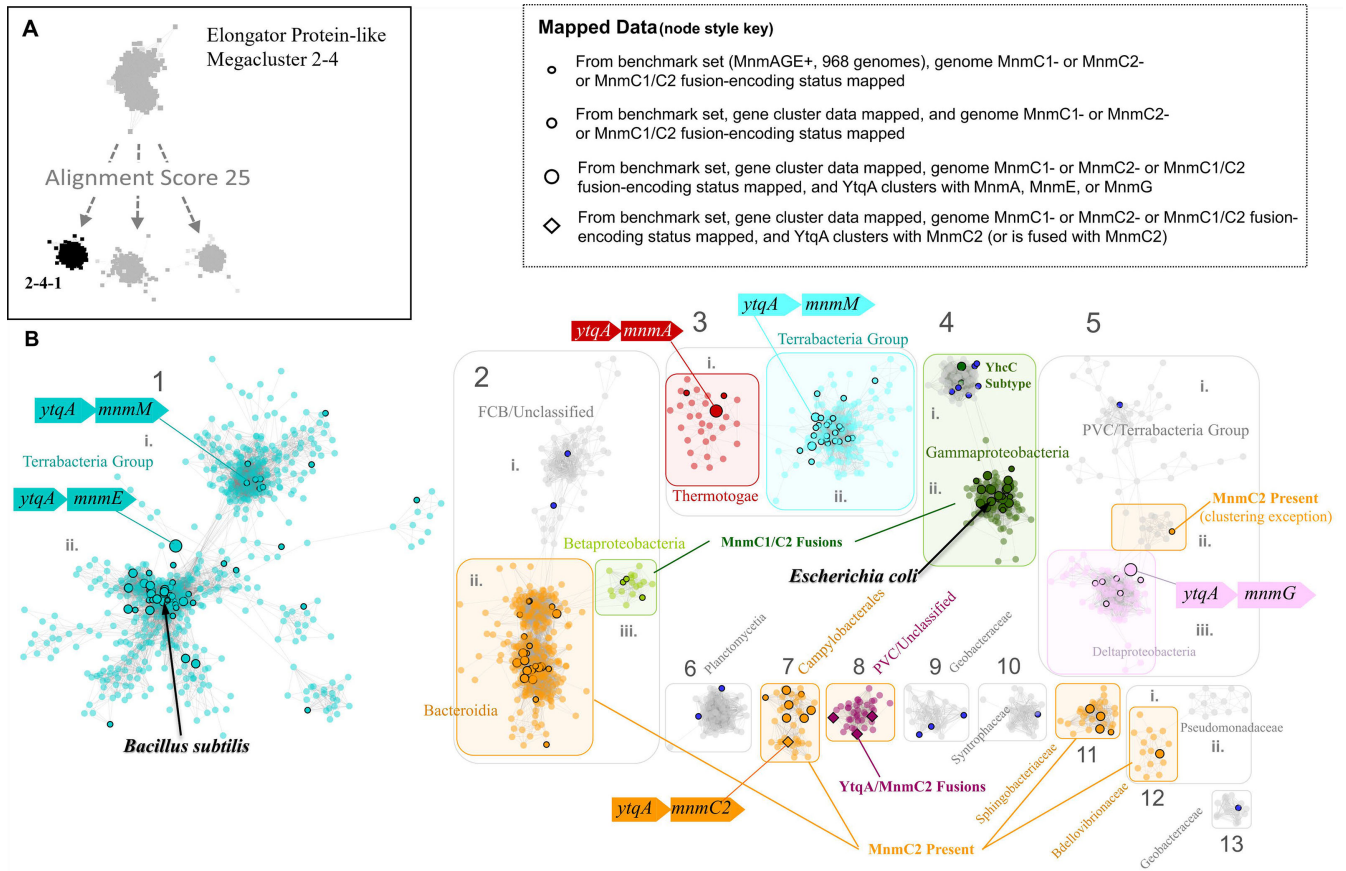 A
Elongator Protein-like
Megacluster 2-4
Alignment Score 25
2-4-1
Mapped Data(node style key)
From benchmark set (MnmAGE+, 968 genomes), genome MnmC1- or MnmC2-
or MnmC1/C2 fusion-encoding status mapped
From benchmark set, gene cluster data mapped, and genome MnmC1- or MnmC2-
or MnmC1/C2 fusion-encoding status mapped
From benchmark set, gene cluster data mapped, genome MnmC1- or MnmC2- or MnmC1/C2
fusion-encoding status mapped, and YtqA clusters with MnmA, MnmE, or MnmG
From benchmark set, gene cluster data mapped, genome MnmC1- or MnmC2- or MnmC1/C2 fusion-
encoding status mapped, and YtqA clusters with MnmC2 (or is fused with MnmC2)
B
1
ytqA mnmM
i.
Terrabacteria Group
ytqA mnmE
ii.
Bacillus subtilis
2
FCB/Unclassified
i.
ii.
Bacteroidia
Betaproteobacteria
iii.
ytqA mnmA
3
i.
Thermotogae
ytqA mnmM
Terrabacteria Group
ii.
MnmC1/C2 Fusions
4
YhcC
Subtype
i.
Gammaproteobacteria
ii.
Escherichia coli
5
i.
PVC/Terrabacteria Group
MnmC2 Present
(clustering exception)
ii.
ytqA mnmG
iii.
Deltaproteobacteria
6
Planctomycetia
7
Campylobacterales
8
PVC/Unclassified
9
Geobacteraceae
10
Syntrophaceae
11
Sphingobacteriaceae
i.
Pseudomonadaceae
ii.
12
Bdellovibrionaceae
13
Geobacteraceae
ytqA mnmC2
YtqA/MnmC2 Fusions
MnmC2 Present